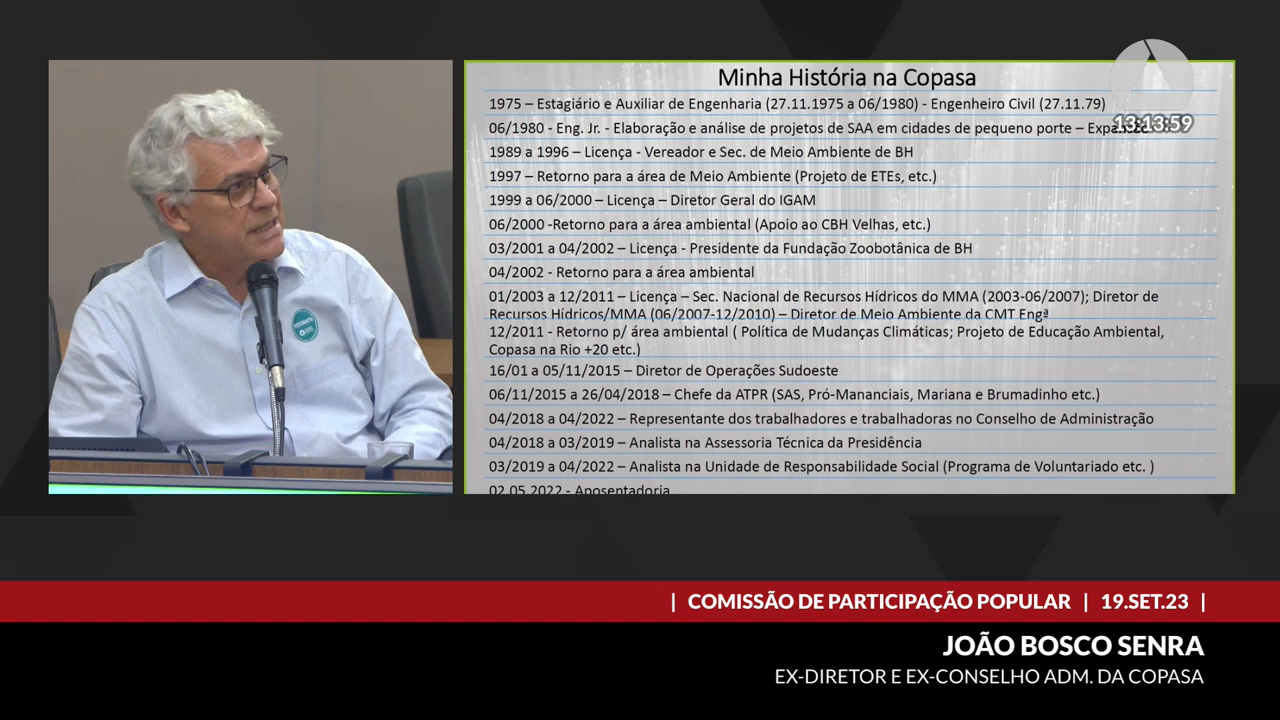 Minha História na Copasa
1975 – Estagiário e Auxiliar de Engenharia (27.11.1975 a 06/1980) - Engenheiro Civil (27.11.79)
13:13:59
06/1980 - Eng. Jr. - Elaboração e análise de projetos de SAA em cidades de pequeno porte –
1989 a 1996 – Licença - Vereador e Sec. de Meio Ambiente de BH
1997 – Retorno para a área de Meio Ambiente (Projeto de ETEs, etc.)
1999 a 06/2000 – Licença – Diretor Geral do IGAM
06/2000 -Retorno para a área ambiental (Apoio ao CBH Velhas, etc.)
03/2001 a 04/2002 – Licença - Presidente da Fundação Zoobotânica de BH
04/2002 - Retorno para a área ambiental
01/2003 a 12/2011 – Licença – Sec. Nacional de Recursos Hídricos do MMA (2003-06/2007); Diretor de
Recursos Hídricos/MMA (06/2007-12/2010) – Diretor de Meio Ambiente da CMT Engª
12/2011 - Retorno p/ área ambiental ( Política de Mudanças Climáticas; Projeto de Educação Ambiental,
Copasa na Rio +20 etc.)
16/01 a 05/11/2015 – Diretor de Operações Sudoeste
06/11/2015 a 26/04/2018 – Chefe da ATPR (SAS, Pró-Mananciais, Mariana e Brumadinho etc.)
04/2018 a 04/2022 – Representante dos trabalhadores e trabalhadoras no Conselho de Administração
04/2018 a 03/2019 – Analista na Assessoria Técnica da Presidência
03/2019 a 04/2022 – Analista na Unidade de Responsabilidade Social (Programa de Voluntariado etc. )
02.05.2022 - Aposentadoria
| COMISSÃO DE PARTICIPAÇÃO POPULAR | 19.SET.23 |
JOÃO BOSCO SENRA
EX-DIRETOR E EX-CONSELHO ADM. DA COPASA